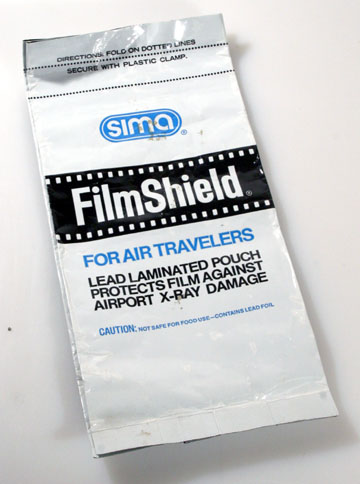 DIRECTIONS: FOLD ON DOTTED LINES
SECURE WITH PLASTIC CLAMP.
sima®
FilmShield®
FOR AIR TRAVELERS
LEAD LAMINATED POUCH
PROTECTS FILM AGAINST
AIRPORT X-RAY DAMAGE
CAUTION: NOT SAFE FOR FOOD USE–CONTAINS LEAD FOIL